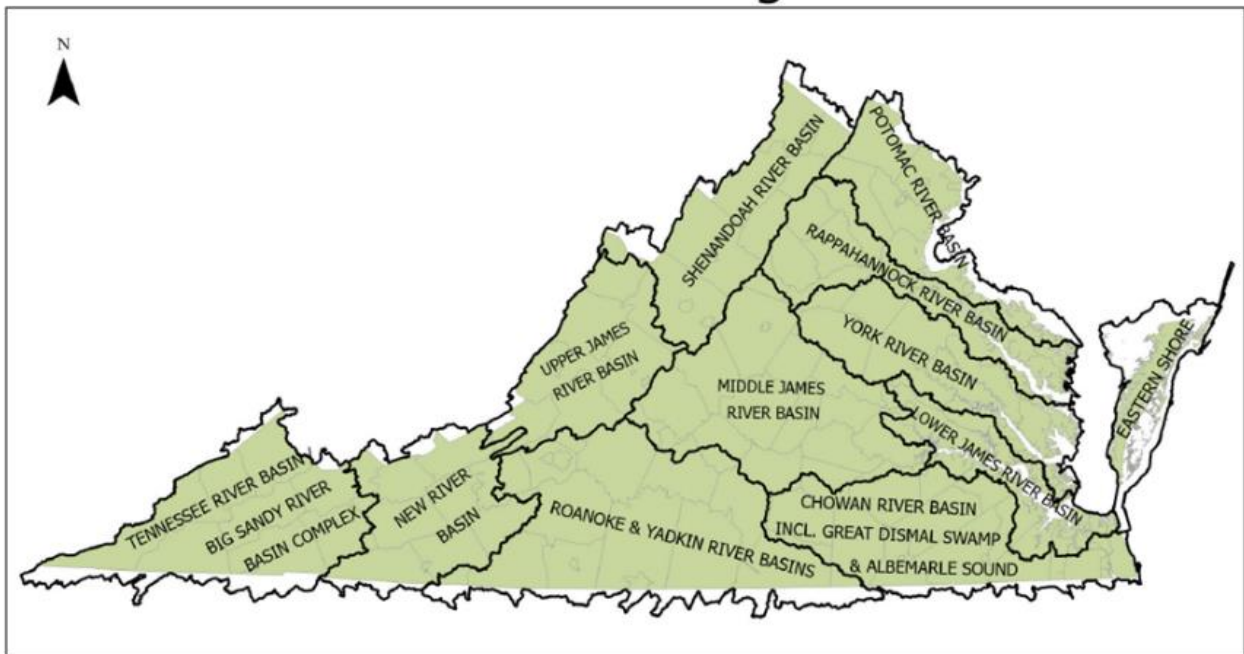 N
SHENANDOAH RIVER BASIN
POTOMAC RIVER BASIN
RAPPAHANNOCK RIVER BASIN
YORK RIVER BASIN
EASTERN SHORE
UPPER JAMES
RIVER BASIN
MIDDLE JAMES
RIVER BASIN
LOWER JAMES RIVER BASIN
TENNESSEE RIVER BASIN
BIG SANDY RIVER
BASIN COMPLEX
NEW RIVER
BASIN
ROANOKE & YADKIN RIVER BASINS
CHOWAN RIVER BASIN
INCL. GREAT DISMAL SWAMP
& ALBEMARLE SOUND